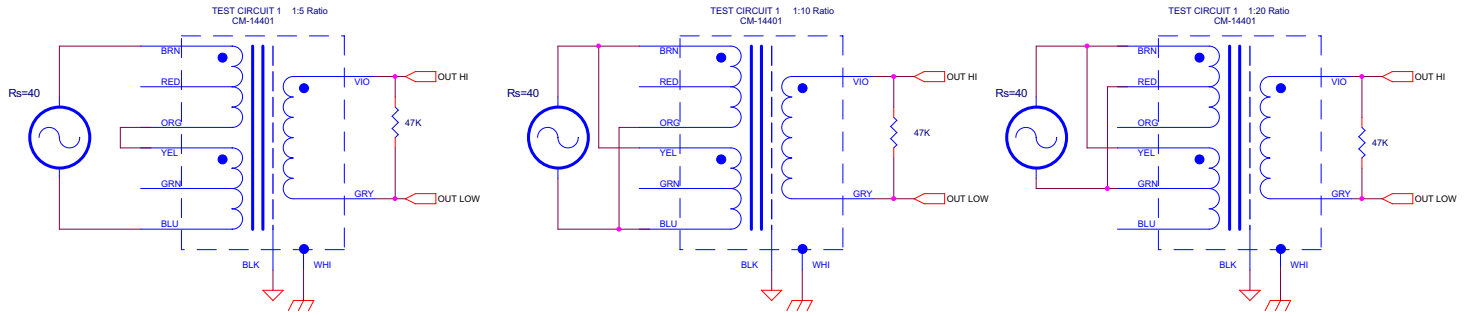 TEST CIRCUIT 1 1:5 Ratio
CM-14401
BRN
RED
ORG
YEL
GRN
BLU
VIO
GRY
OUT HI
OUT LOW
Rs=40
47K
BLK
WHI
TEST CIRCUIT 1 1:10 Ratio
CM-14401
BRN
RED
ORG
YEL
GRN
BLU
VIO
GRY
OUT HI
OUT LOW
Rs=40
47K
BLK
WHI
TEST CIRCUIT 1 1:20 Ratio
CM-14401
BRN
RED
ORG
YEL
GRN
BLU
VIO
GRY
OUT HI
OUT LOW
Rs=40
47K
BLK
WHI